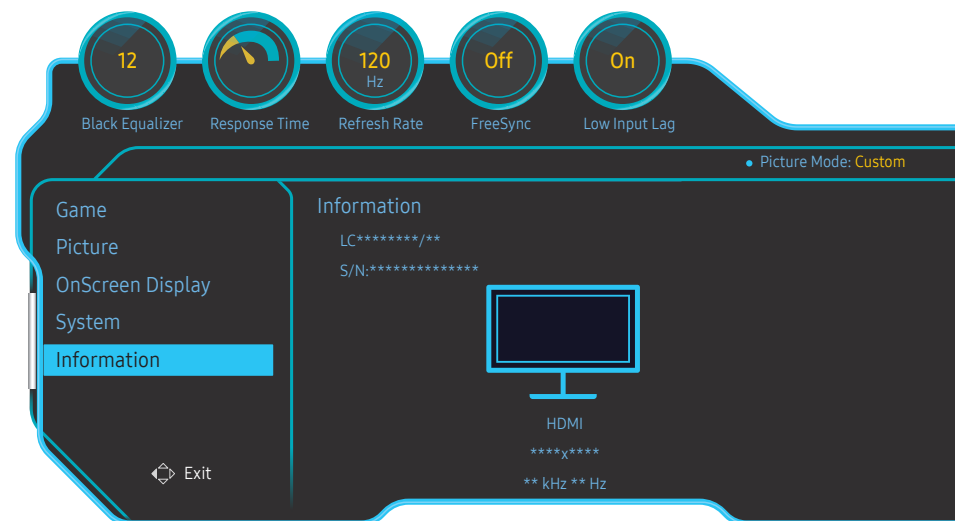 12
120
Hz
Off
On
Black Equalizer
Response Time
Refresh Rate
FreeSync
Low Input Lag
Picture Mode: Custom
Game
Picture
OnScreen Display
System
Information
Exit
Information
LC********/**
S/N:**************
HDMI
****x****
** kHz ** Hz